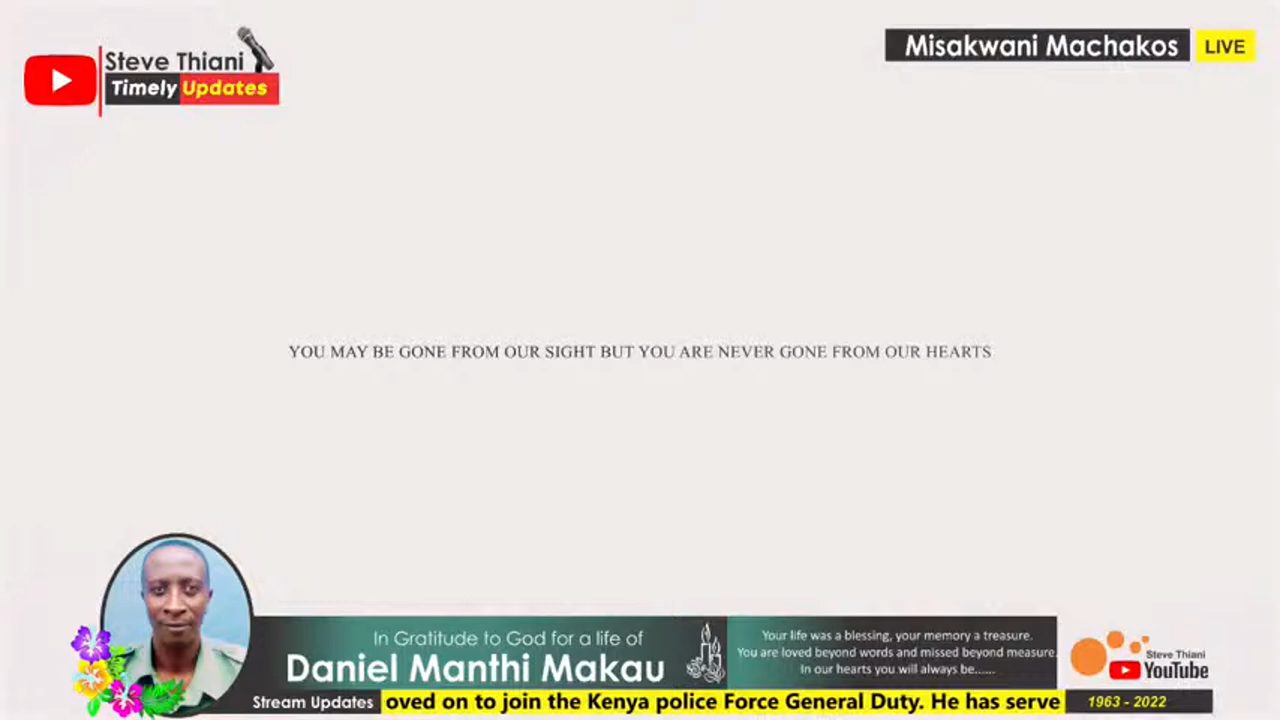 Steve Thiani
Timely Updates
Misakwani Machakos
LIVE
YOU MAY BE GONE FROM OUR SIGHT BUT YOU ARE NEVER GONE FROM OUR HEARTS
In Gratitude to God for a life of
Daniel Manthi Makau
Your life was a blessing, your memory a treasure.
You are loved beyond words and missed beyond measure.
In our hearts you will always be......
Steve Thiani
YouTube
Stream Updates
oved on to join the Kenya police Force General Duty. He has serve
1963 - 2022